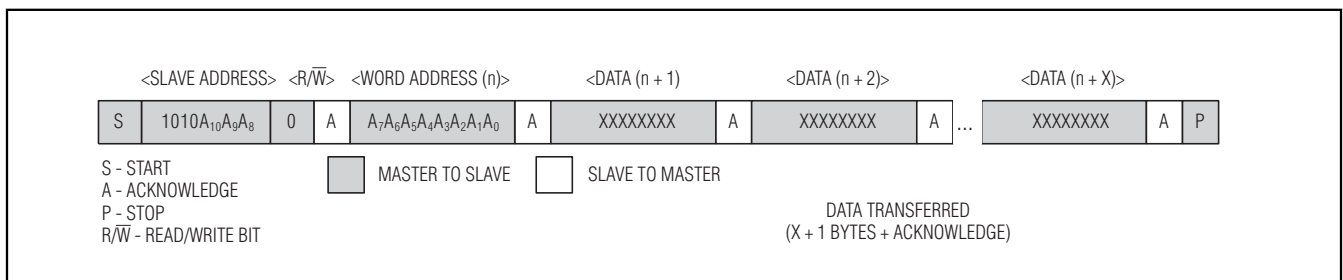 <SLAVE ADDRESS> <R/W̅> <WORD ADDRESS (n)> <DATA (n + 1) <DATA (n + 2)> <DATA (n + X)>
S 1010A₁₀A₉A₈ 0 A A₇A₆A₅A₄A₃A₂A₁A₀ A XXXXXXXX A XXXXXXXX A ... XXXXXXXX A P
S - START
A - ACKNOWLEDGE
P - STOP
R/W̅ - READ/WRITE BIT
MASTER TO SLAVE SLAVE TO MASTER
DATA TRANSFERRED
(X + 1 BYTES + ACKNOWLEDGE)